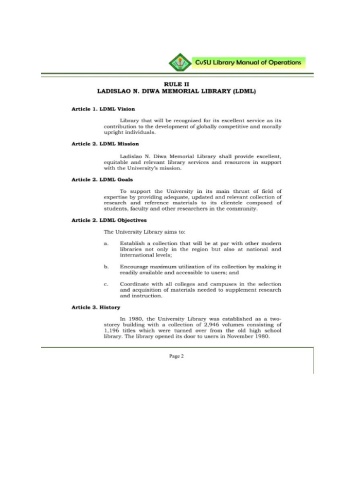 CvSU Library Manual of Operations
RULE II
LADISLAO N. DIWA MEMORIAL LIBRARY (LDML)
Article 1. LDML Vision
Library that will be recognized for its excellent service as its
contribution to the development of globally competitive and morally
upright individuals.
Article 2. LDML Mission
Ladislao N. Diwa Memorial Library shall provide excellent,
equitable and relevant library services and resources in support
with the University's mission.
Article 2. LDML Goals
To support the University in its main thrust of field of
expertise by providing adequate, updated and relevant collection of
research and reference materials to its clientele composed of
students, faculty and other researchers in the community.
Article 2. LDML Objectives
The University Library aims to:
a. Establish a collection that will be at par with other modern
libraries not only in the region but also at national and
international levels;
b. Encourage maximum utilization of its collection by making it
readily available and accessible to users; and
c. Coordinate with all colleges and campuses in the selection
and acquisition of materials needed to supplement research
and instruction.
Article 3. History
In 1980, the University Library was established as a two-
storey building with a collection of 2,946 volumes consisting of
1,196 titles which were turned over from the old high school
library. The library opened its door to users in November 1980.
Page 2